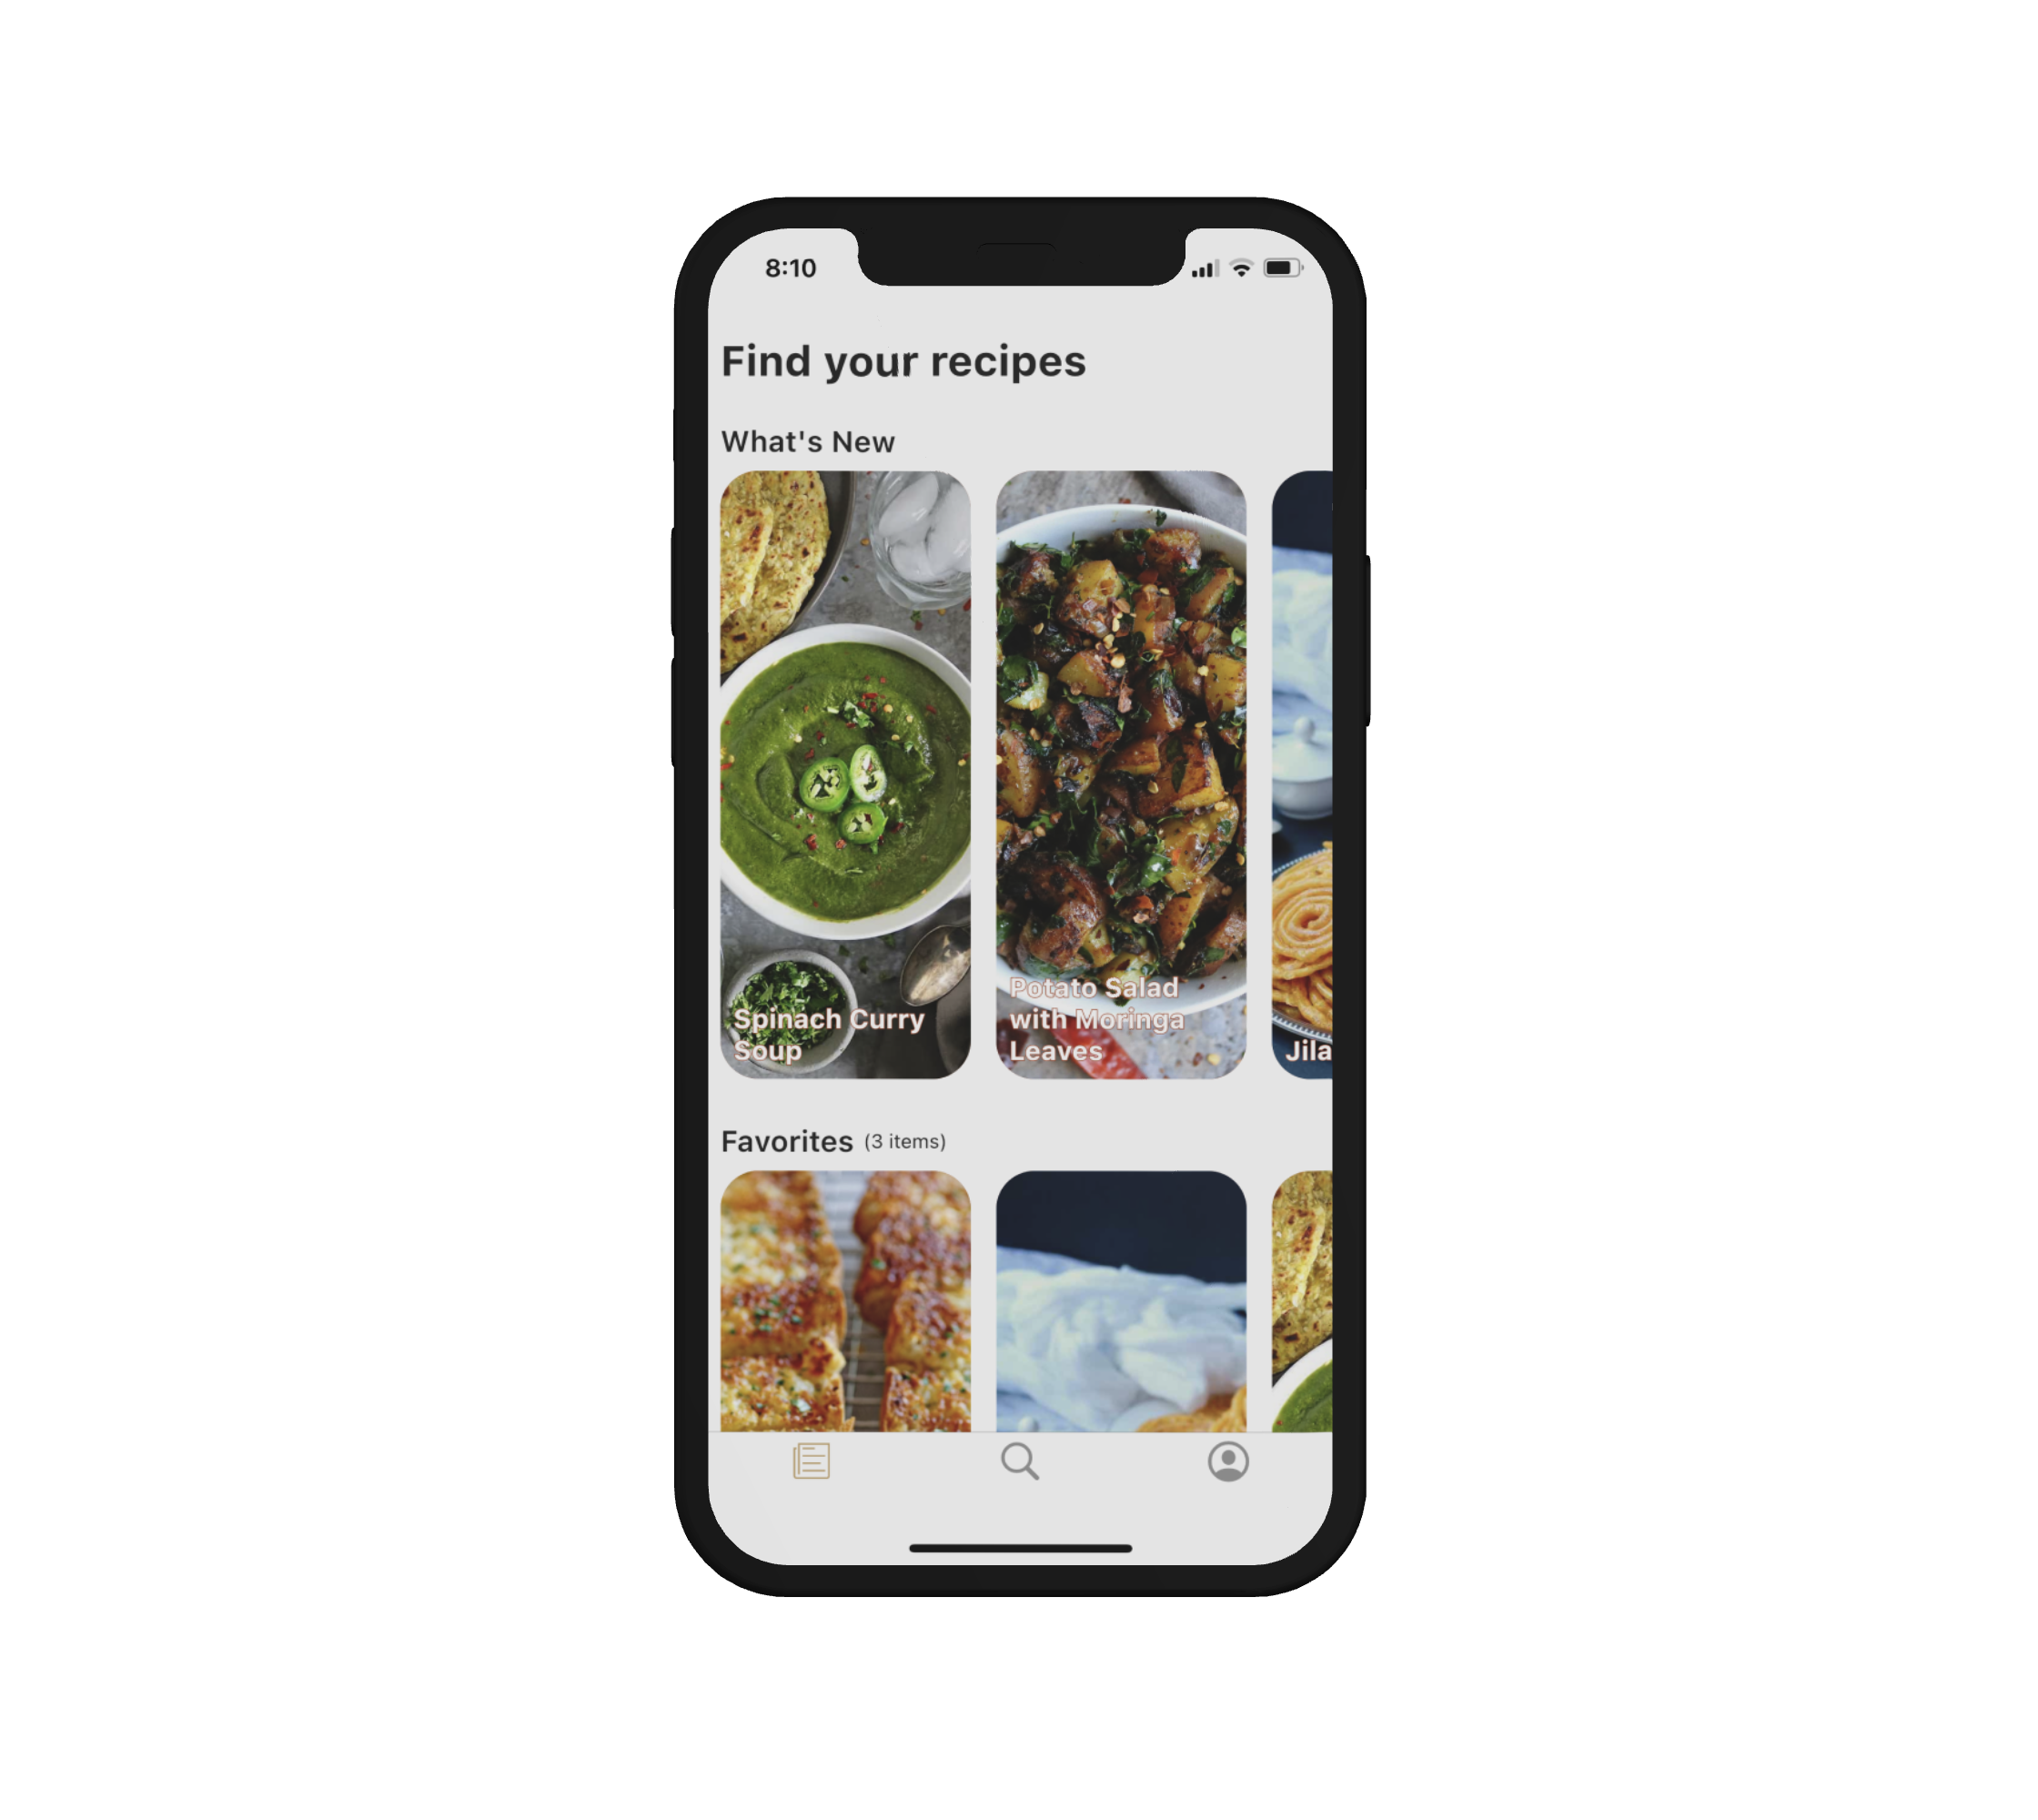 8:10
Find your recipes
What's New
Spinach Curry
Soup
Potato Salad
with Moringa
Leaves
Jila
Favorites (3 items)